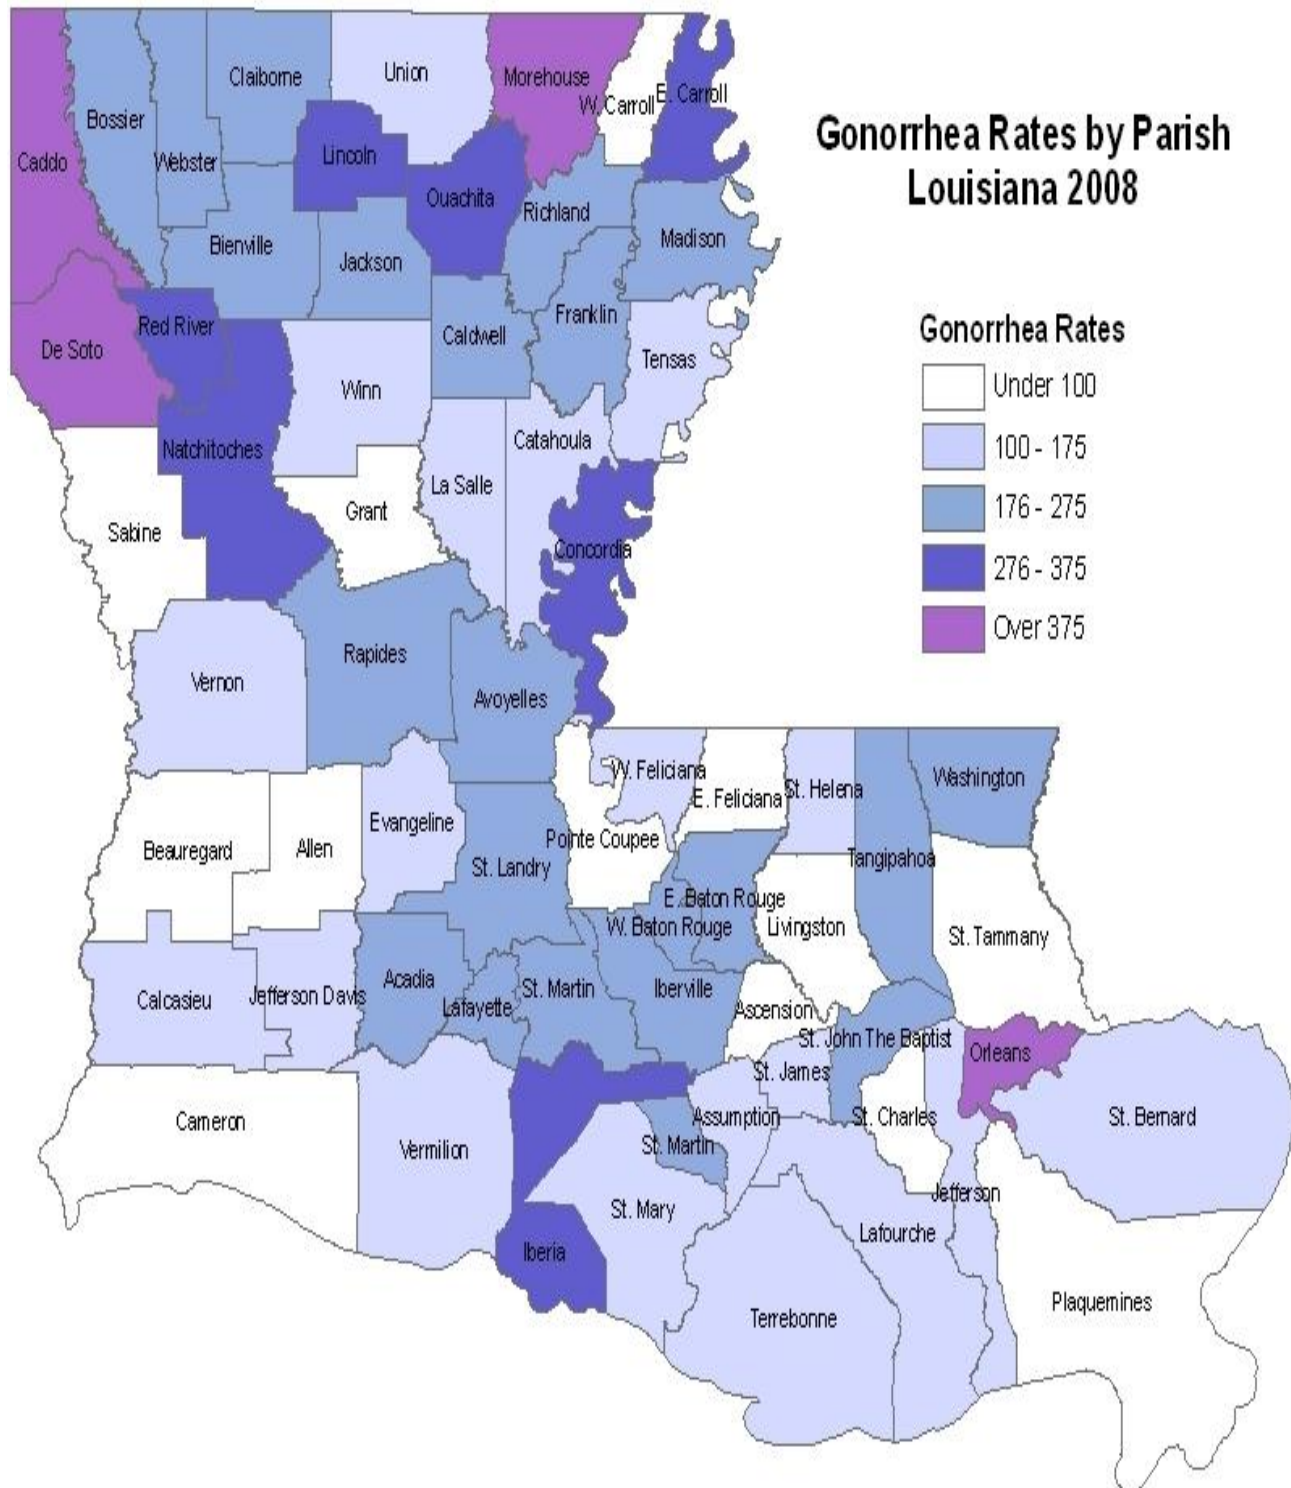 Gonorrhea Rates by Parish
Louisiana 2008
Gonorrhea Rates
Under 100
100 - 175
176 - 275
276 - 375
Over 375
Caddo
Bossier
Webster
Claiborne
Union
Morehouse
W. Carroll
E. Carroll
Lincoln
Ouachita
Richland
Madison
Bienville
Jackson
Red River
De Soto
Caldwell
Franklin
Tensas
Winn
Natchitoches
Catahoula
La Salle
Grant
Sabine
Concordia
Rapides
Vernon
Avoyelles
W. Feliciana
E. Feliciana
St. Helena
Washington
Evangeline
Pointe Coupee
Beauregard
Allen
St. Landry
Tangipahoa
E. Baton Rouge
W. Baton Rouge
Livingston
St. Tammany
Calcasieu
Jefferson Davis
Acadia
Lafayette
St. Martin
Iberville
Ascension
St. John The Baptist
Orleans
St. James
Cameron
Vermilion
St. Martin
Assumption
St. Charles
St. Bernard
Jefferson
St. Mary
Lafourche
Iberia
Terrebonne
Plaquemines